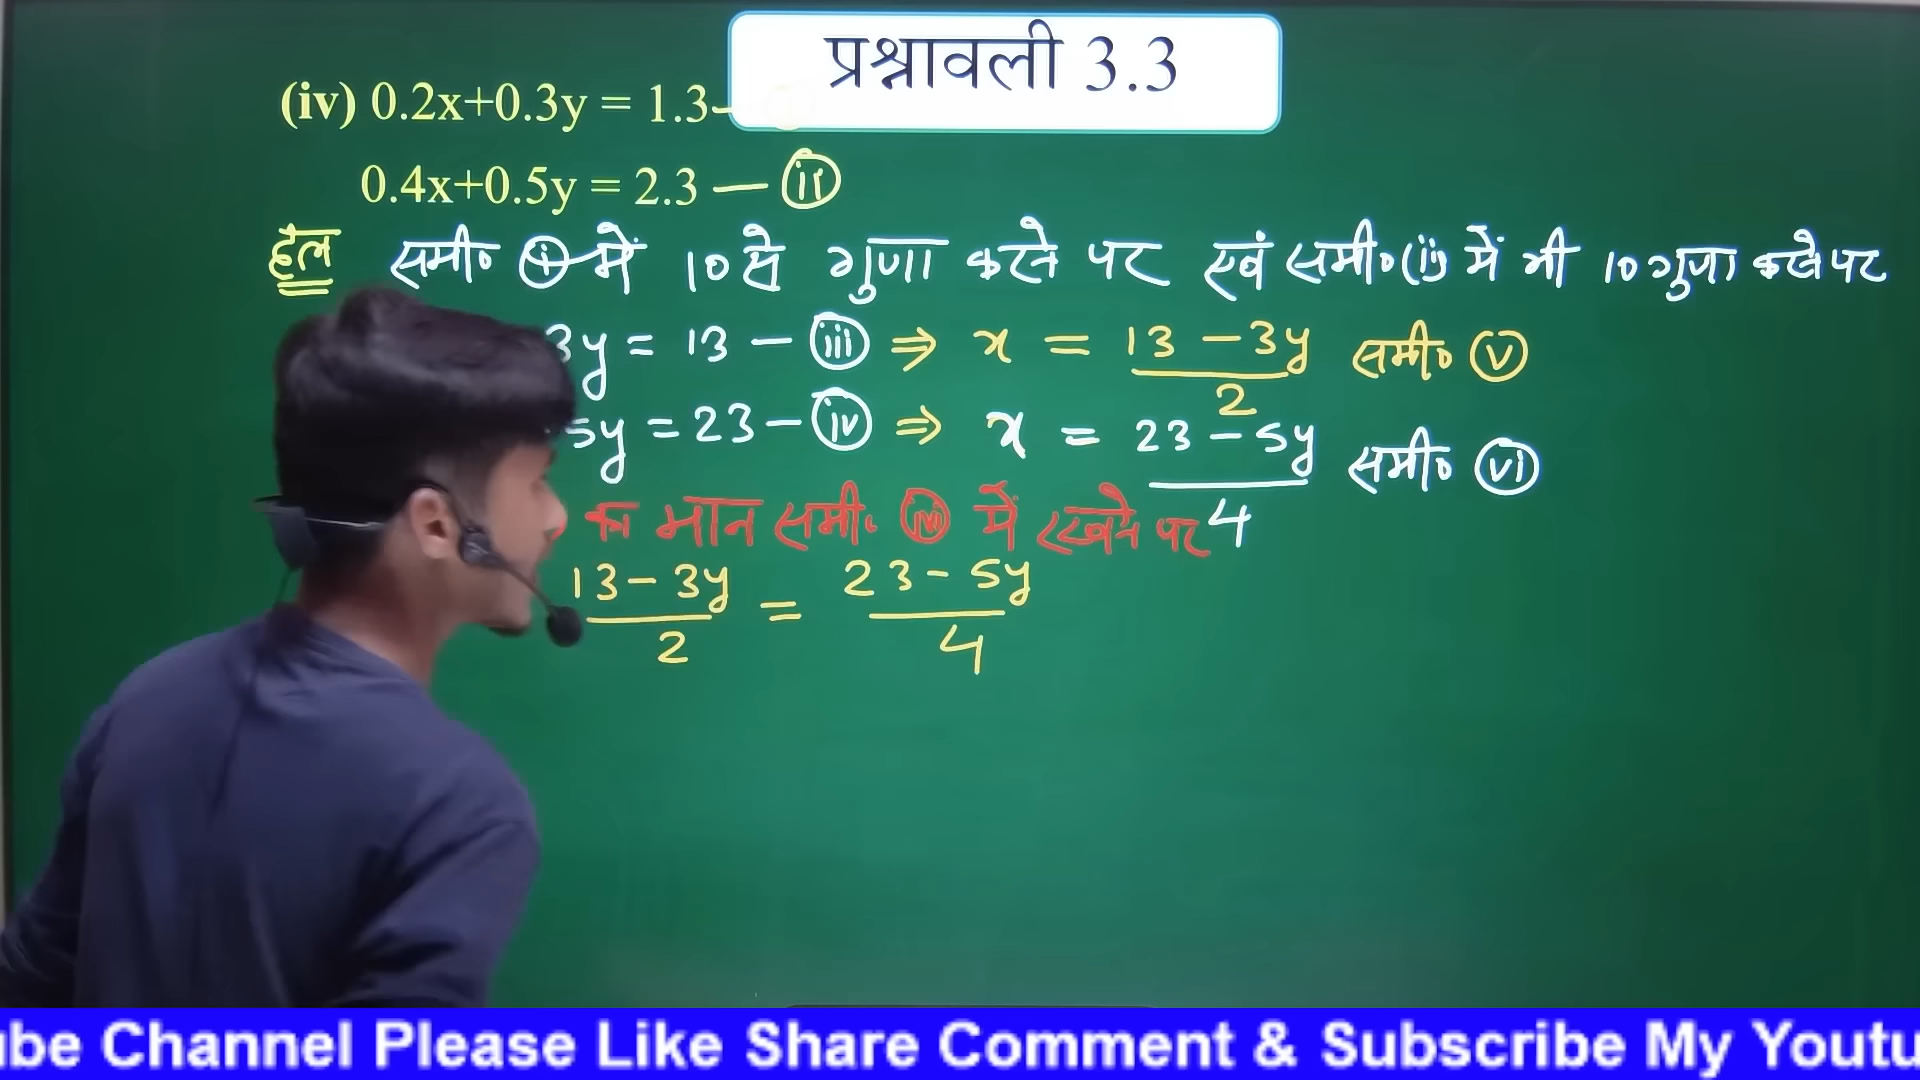 प्रश्नावली 3.3
(iv) 0.2x+0.3y = 1.3-
0.4x+0.5y = 2.3 — (ii)
हल समी० (i) में 10 से गुणा करने पर एवं समी०(ii) में भी 10 गुणा करने पर
3y = 13 — (iii) ⇒ x = 13 - 3y / 2 समी० (v)
5y = 23 — (iv) ⇒ x = 23 - 5y / 4 समी० (vi)
का मान समी० में रखने पर
13 - 3y / 2 = 23 - 5y / 4
ube Channel Please Like Share Comment & Subscribe My Youtu